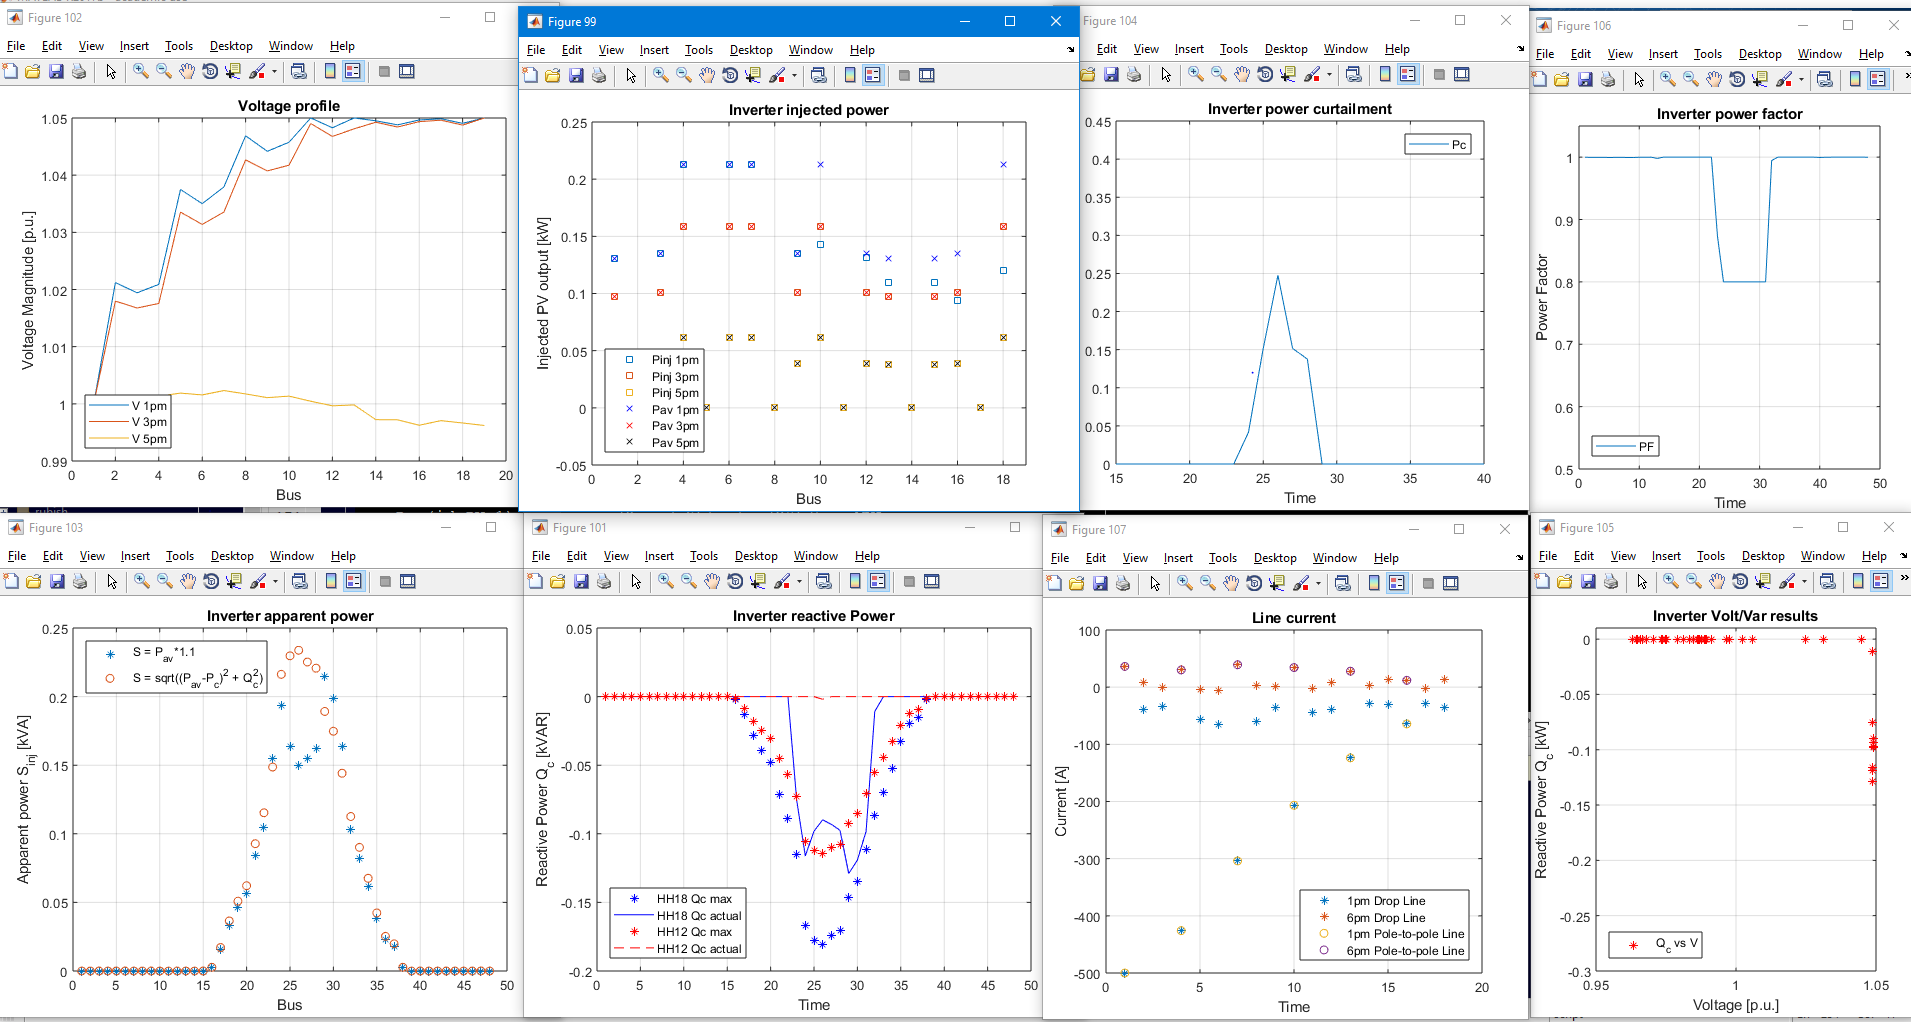 Figure 102
File Edit View Insert Tools Desktop Window Help
Voltage profile
1.05
1.04
1.03
1.02
1.01
1
0.99
Voltage Magnitude [p.u.]
V 1pm
V 3pm
V 5pm
2 4 6 8 10 12 14 16 18 20
Bus
Figure 99
File Edit View Insert Tools Desktop Window Help
Inverter injected power
0.25
0.2
0.15
0.1
0.05
0
-0.05
Injected PV output [kW]
Pinj 1pm
Pinj 3pm
Pinj 5pm
Pav 1pm
Pav 3pm
Pav 5pm
0 2 4 6 8 10 12 14 16 18
Bus
Figure 104
Edit View Insert Tools Desktop Window Help
Inverter power curtailment
0.45
0.4
0.35
0.3
0.25
0.2
0.15
0.1
0.05
0
Pc
15 20 25 30 35 40
Time
Figure 106
File Edit View Insert Tools Desktop Window Help
Inverter power factor
1
0.9
0.8
0.7
0.6
0.5
Power Factor
PF
0 10 20 30 40 50
Time
Figure 103
File Edit View Insert Tools Desktop Window Help
Inverter apparent power
0.25
0.2
0.15
0.1
0.05
0
Apparent power S_inj [kVA]
S = P_av*1.1
S = sqrt((P_av-P_c)^2 + Q_c^2)
0 5 10 15 20 25 30 35 40 45 50
Bus
Figure 101
File Edit View Insert Tools Desktop Window Help
Inverter reactive Power
0.05
0
-0.05
-0.1
-0.15
-0.2
Reactive Power Q_c [kVAR]
HH18 Qc max
HH18 Qc actual
HH12 Qc max
HH12 Qc actual
0 5 10 15 20 25 30 35 40 45 50
Time
Figure 107
File Edit View Insert Tools Desktop Window Help
Line current
100
0
-100
-200
-300
-400
-500
Current [A]
1pm Drop Line
6pm Drop Line
1pm Pole-to-pole Line
6pm Pole-to-pole Line
0 5 10 15 20
Time
Figure 105
File Edit View Insert Tools Desktop Window Help
Inverter Volt/Var results
0
-0.05
-0.1
-0.15
-0.2
-0.25
-0.3
Reactive Power Q_c [kW]
Q_c vs V
0.95 1 1.05
Voltage [p.u.]